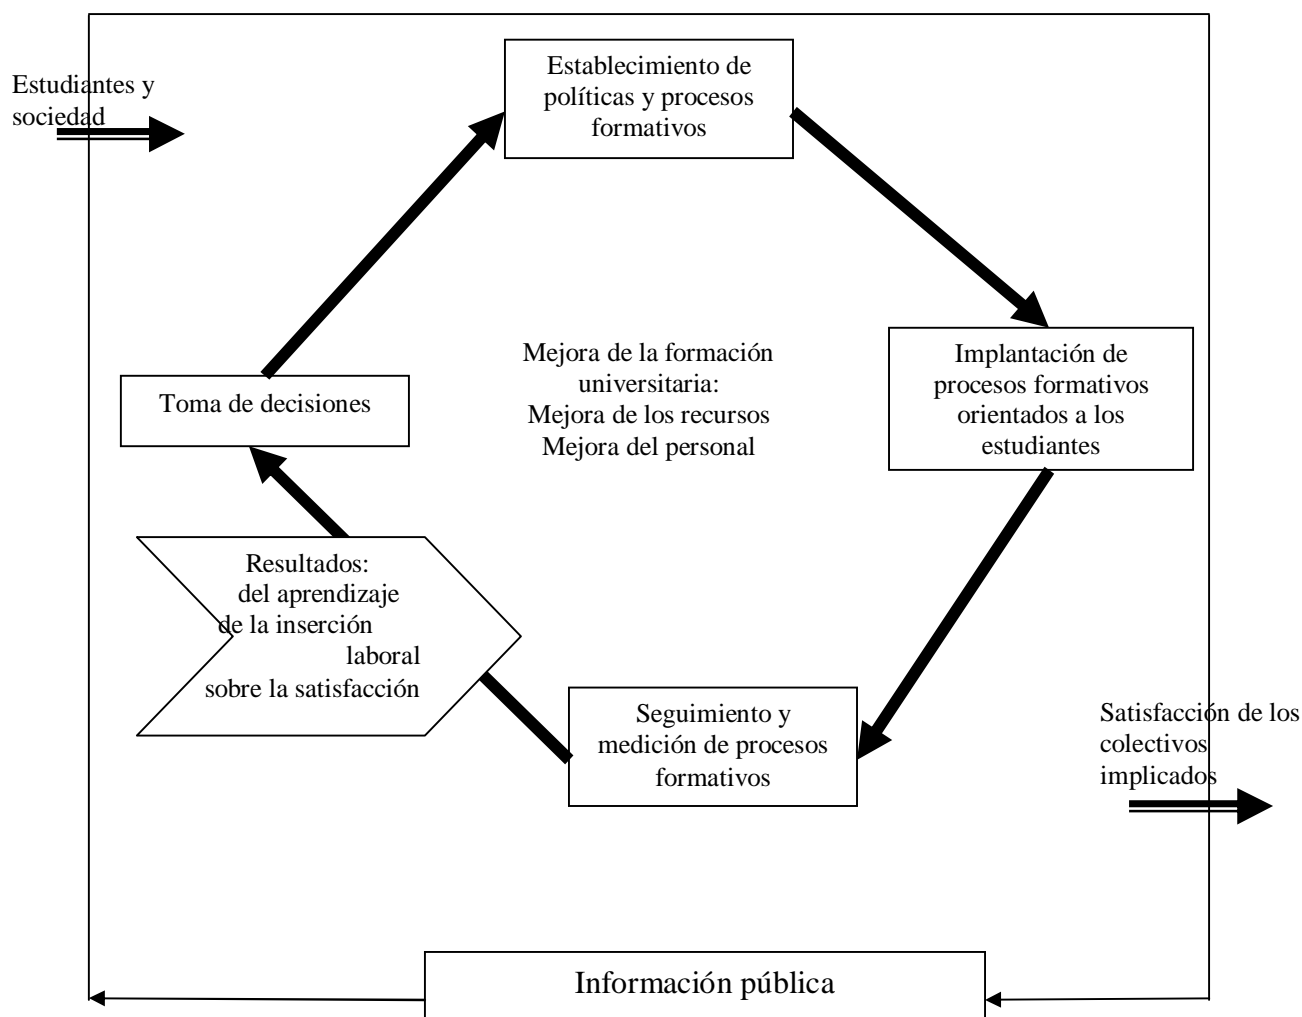 Estudiantes y
sociedad
Establecimiento de
políticas y procesos
formativos
Mejora de la formación
universitaria:
Mejora de los recursos
Mejora del personal
Implantación de
procesos formativos
orientados a los
estudiantes
Toma de decisiones
Resultados:
del aprendizaje
de la inserción
laboral
sobre la satisfacción
Seguimiento y
medición de procesos
formativos
Satisfacción de los
colectivos
implicados
Información pública